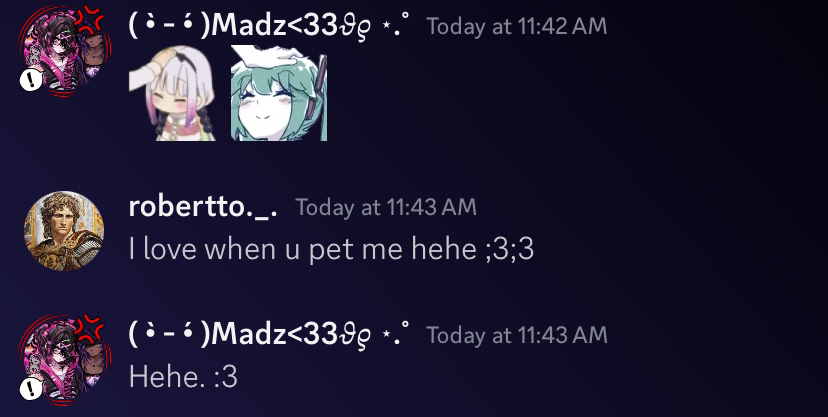 ( •̀ - •́ )Madz<33𝜗𝜚 ⋆.˚ Today at 11:42 AM
robertto._. Today at 11:43 AM
I love when u pet me hehe ;3;3
( •̀ - •́ )Madz<33𝜗𝜚 ⋆.˚ Today at 11:43 AM
Hehe. :3